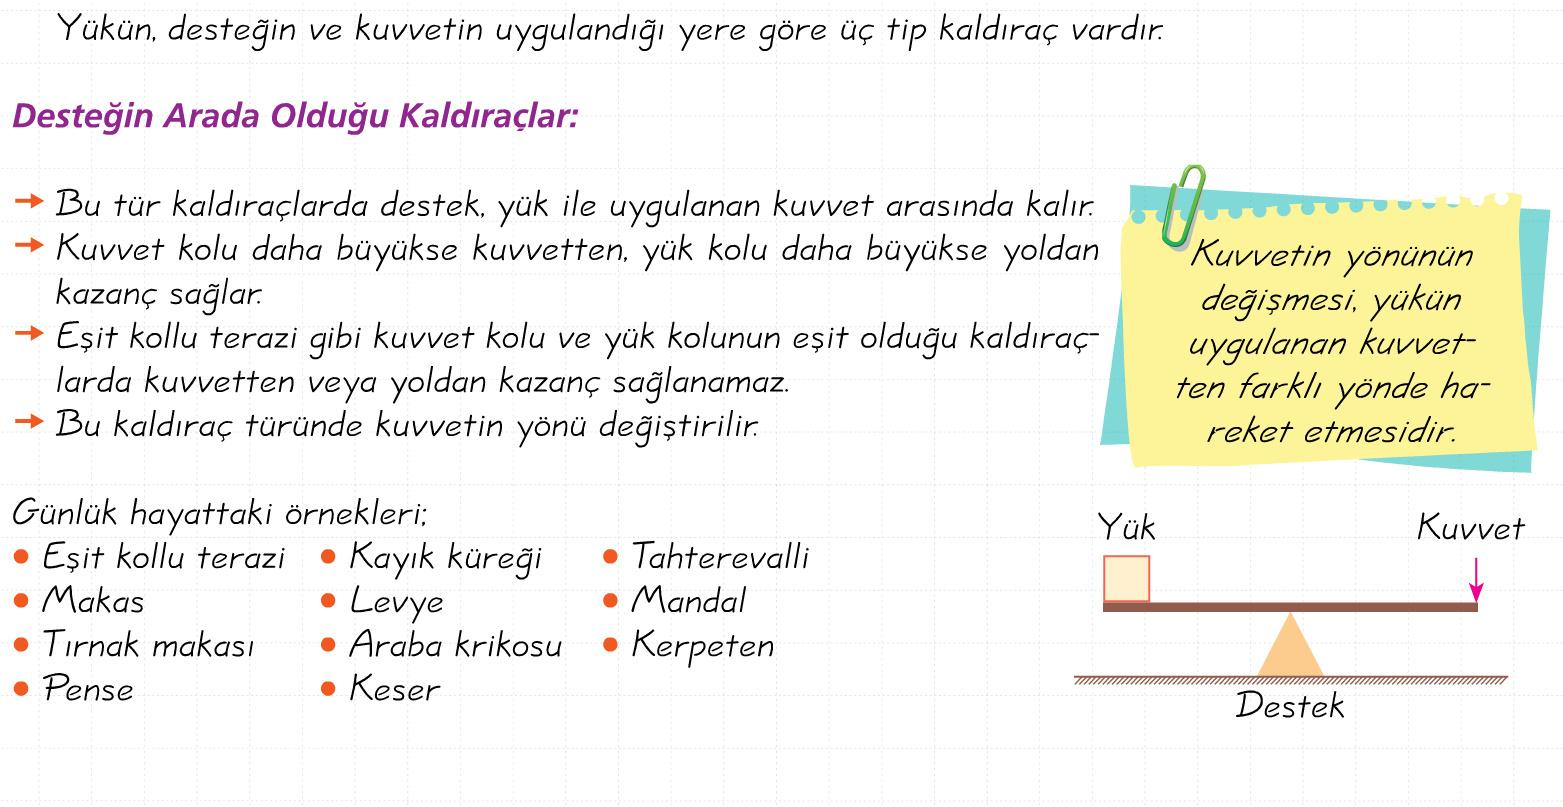 Yükün, desteğin ve kuvvetin uygulandığı yere göre üç tip kaldıraç vardır.
Desteğin Arada Olduğu Kaldıraçlar:
→ Bu tür kaldıraçlarda destek, yük ile uygulanan kuvvet arasında kalır.
→ Kuvvet kolu daha büyükse kuvvetten, yük kolu daha büyükse yoldan
kazanç sağlar.
→ Eşit kollu terazi gibi kuvvet kolu ve yük kolunun eşit olduğu kaldıraç-
larda kuvvetten veya yoldan kazanç sağlanamaz.
→ Bu kaldıraç türünde kuvvetin yönü değiştirilir.
Kuvvetin yönünün
değişmesi, yükün
uygulanan kuvvet-
ten farklı yönde ha-
reket etmesidir.
Günlük hayattaki örnekleri;
• Eşit kollu terazi
• Makas
• Tırnak makası
• Pense
• Kayık küreği
• Levye
• Araba krikosu
• Keser
• Tahterevalli
• Mandal
• Kerpeten
Yük
Kuvvet
Destek